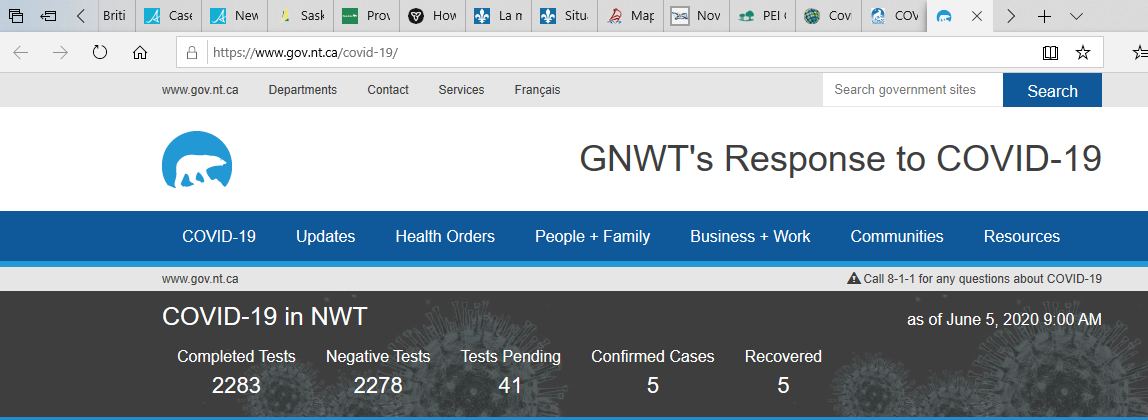 Briti Case New Sask Prov How La m Situ Map Nov PEI Cov COV
https://www.gov.nt.ca/covid-19/
www.gov.nt.ca Departments Contact Services Français Search government sites Search
GNWT's Response to COVID-19
COVID-19 Updates Health Orders People + Family Business + Work Communities Resources
www.gov.nt.ca Call 8-1-1 for any questions about COVID-19
COVID-19 in NWT as of June 5, 2020 9:00 AM
Completed Tests Negative Tests Tests Pending Confirmed Cases Recovered
2283 2278 41 5 5